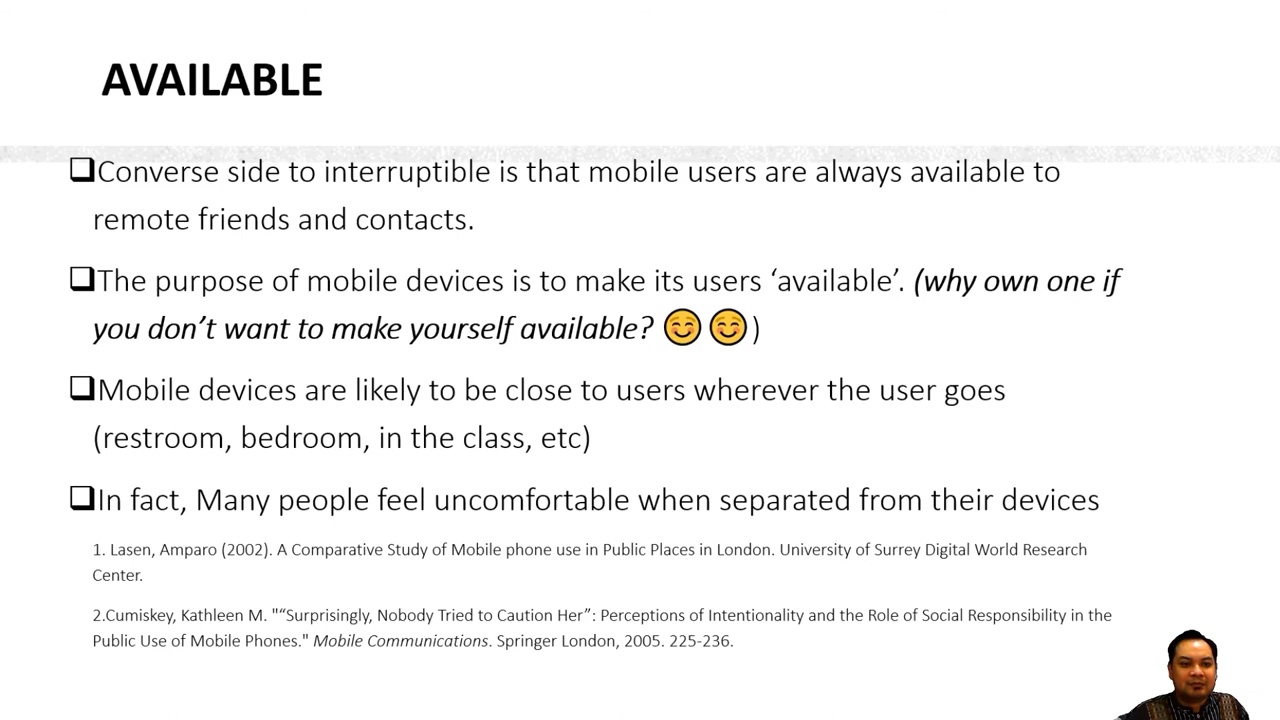 AVAILABLE
❑Converse side to interruptible is that mobile users are always available to
remote friends and contacts.
❑The purpose of mobile devices is to make its users ‘available’. (why own one if
you don’t want to make yourself available? 😊 😊 )
❑Mobile devices are likely to be close to users wherever the user goes
(restroom, bedroom, in the class, etc)
❑In fact, Many people feel uncomfortable when separated from their devices
1. Lasen, Amparo (2002). A Comparative Study of Mobile phone use in Public Places in London. University of Surrey Digital World Research
Center.
2.Cumiskey, Kathleen M. "“Surprisingly, Nobody Tried to Caution Her”: Perceptions of Intentionality and the Role of Social Responsibility in the
Public Use of Mobile Phones." Mobile Communications. Springer London, 2005. 225-236.